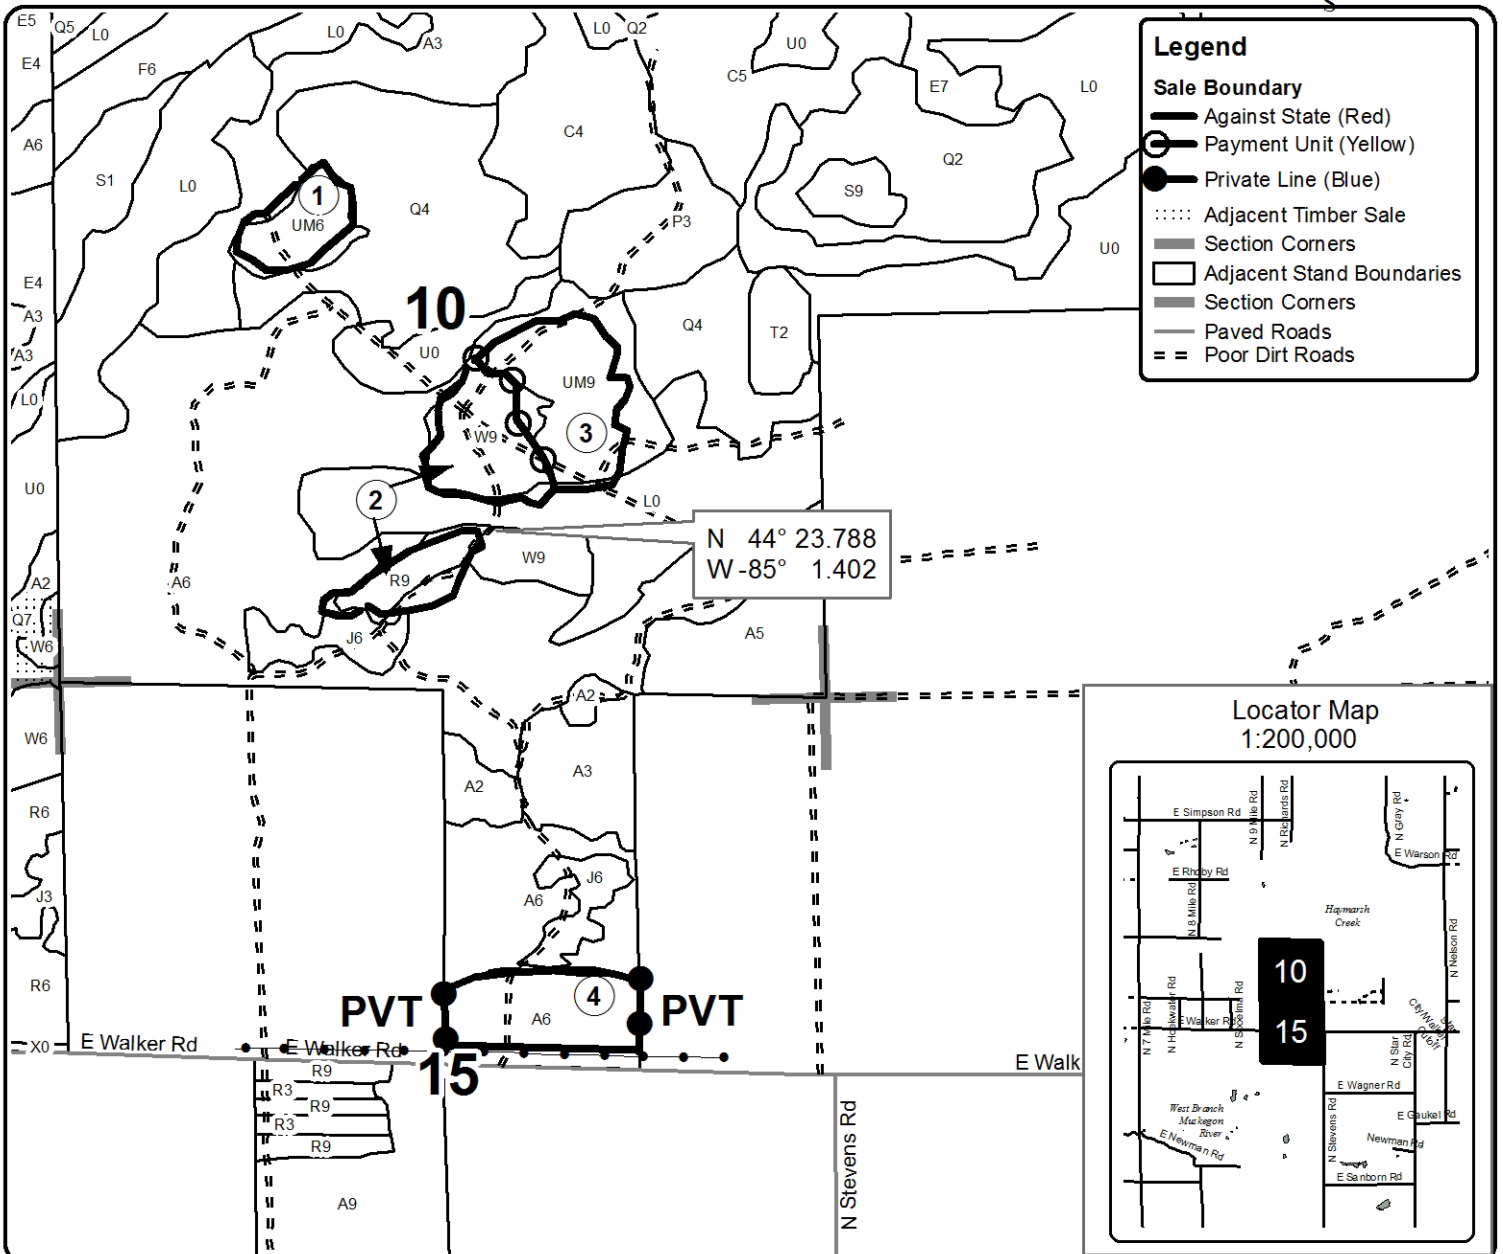 S
E5
Q5
L0
L0
A3
L0
Q2
U0
E4
F6
C5
E7
L0
C4
A6
Q2
S1
L0
S9
1
Q4
UM6
P3
U0
E4
10
A3
Q4
T2
A3
U0
UM9
L0
3
W9
U0
2
L0
N 44° 23.788
W -85° 1.402
W9
A2
A6
R9
Q7
J6
A5
W6
A2
W6
A3
A2
R6
J6
J3
A6
R6
4
PVT
PVT
A6
X0
E Walker Rd
E Walker Rd
E Walk
15
R9
R3
R9
R3
R9
A9
N Stevens Rd
Legend
Sale Boundary
Against State (Red)
Payment Unit (Yellow)
Private Line (Blue)
Adjacent Timber Sale
Section Corners
Adjacent Stand Boundaries
Section Corners
Paved Roads
Poor Dirt Roads
Locator Map
1:200,000
E Simpson Rd
N 9 Mile Rd
N Richards Rd
N Gray Rd
E Warson Rd
E Rhoby Rd
N 8 Mile Rd
Haymarsh
Creek
N Nelson Rd
10
15
N 7 Mile Rd
N Hookwater Rd
E Walker Rd
N Star
City Rd
E Wagner Rd
E Gaukel Rd
West Branch
Muskegon
River
E Newman Rd
N Stevens Rd
Newman Rd
E Sanborn Rd